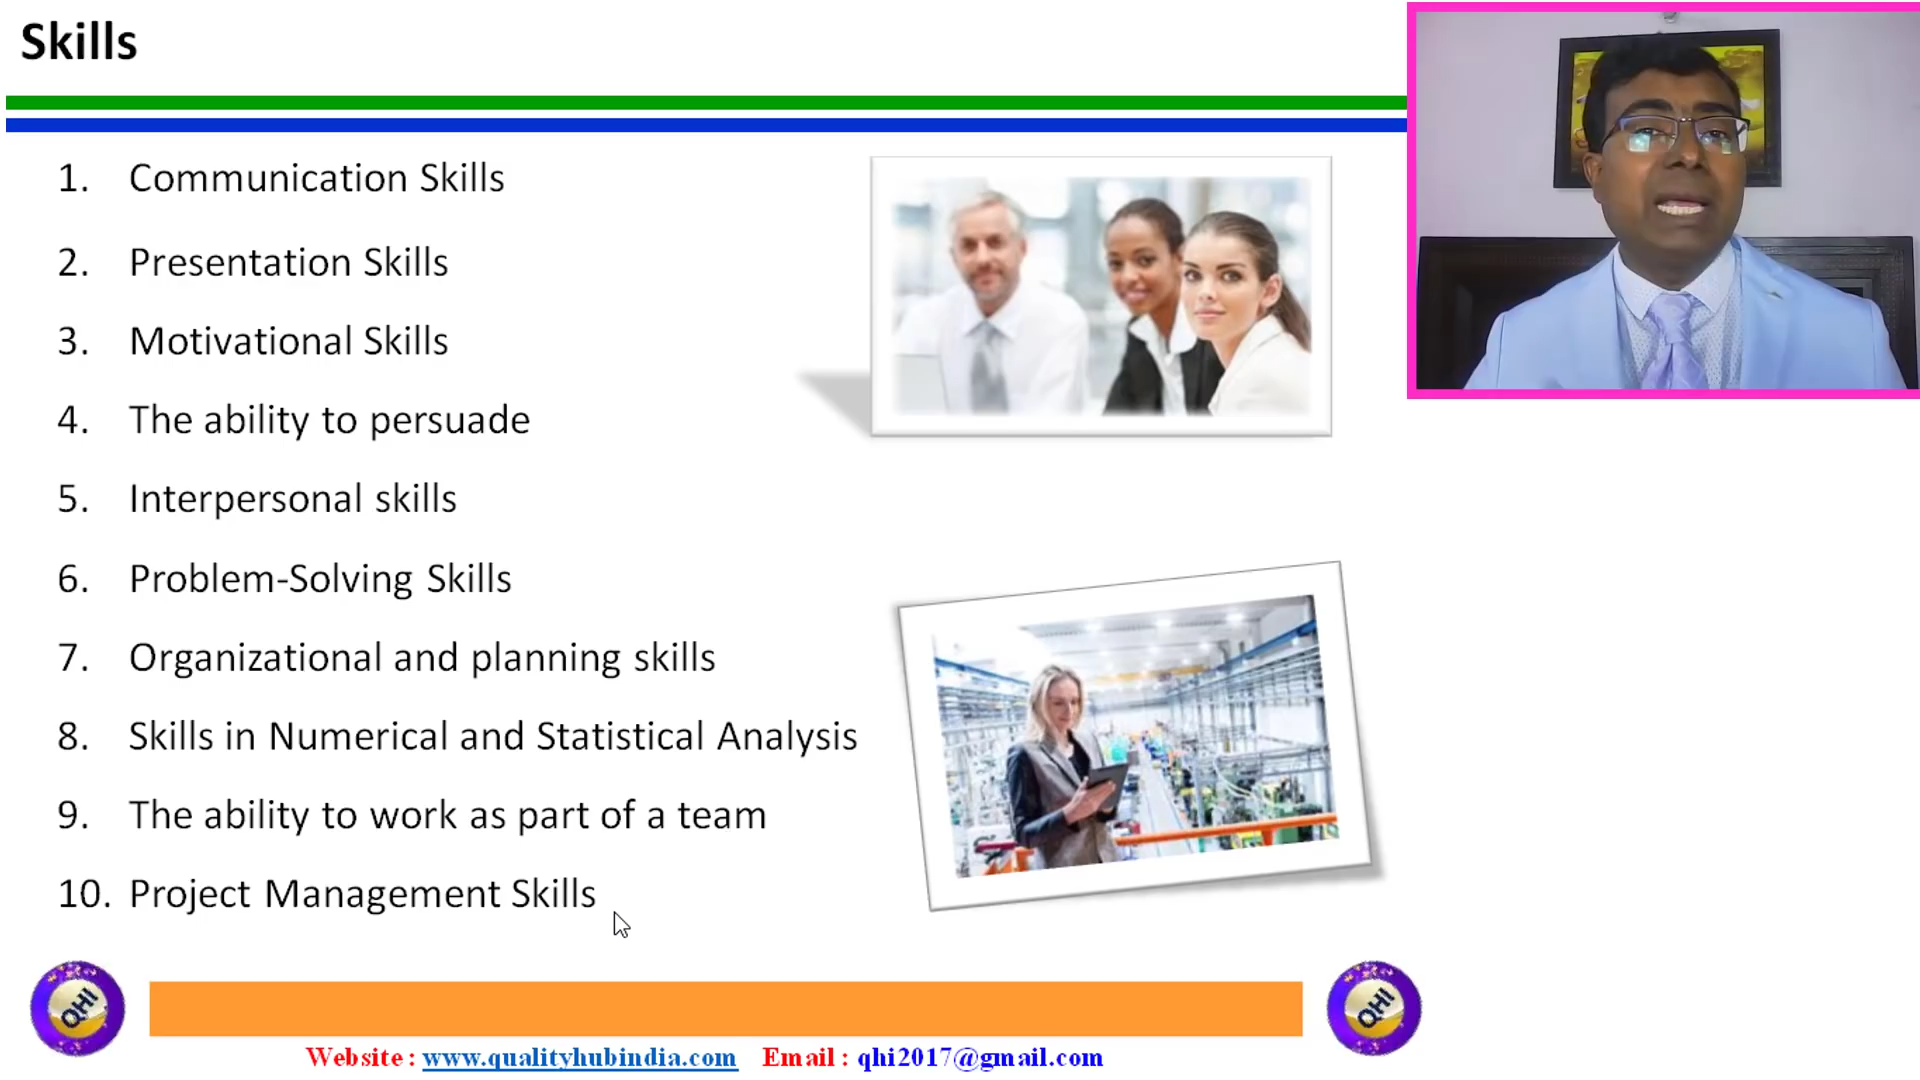 Skills
1. Communication Skills
2. Presentation Skills
3. Motivational Skills
4. The ability to persuade
5. Interpersonal skills
6. Problem-Solving Skills
7. Organizational and planning skills
8. Skills in Numerical and Statistical Analysis
9. The ability to work as part of a team
10. Project Management Skills
QHI
QHI
Website : www.qualityhubindia.com Email : qhi2017@gmail.com